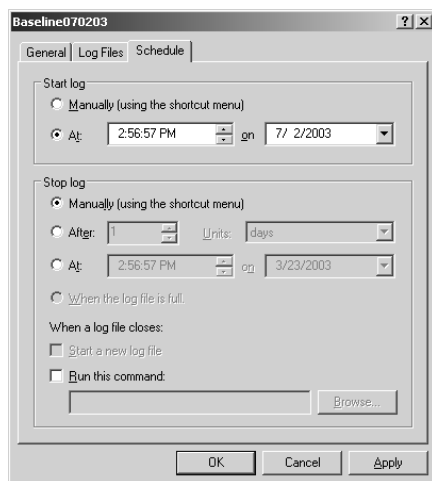 Baseline070203
General Log Files Schedule
Start log
Manually (using the shortcut menu)
At: 2:56:57 PM on 7/ 2/2003
Stop log
Manually (using the shortcut menu)
After: 1 Units: days
At: 2:56:57 PM on 3/23/2003
When the log file is full.
When a log file closes:
Start a new log file
Run this command:
Browse...
OK Cancel Apply